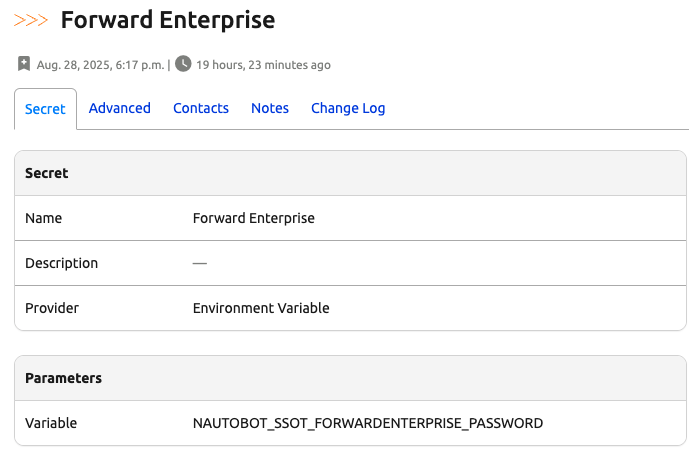 >>> Forward Enterprise
Aug. 28, 2025, 6:17 p.m. | 19 hours, 23 minutes ago
Secret Advanced Contacts Notes Change Log
Secret
Name Forward Enterprise
Description —
Provider Environment Variable
Parameters
Variable NAUTOBOT_SSOT_FORWARDENTERPRISE_PASSWORD